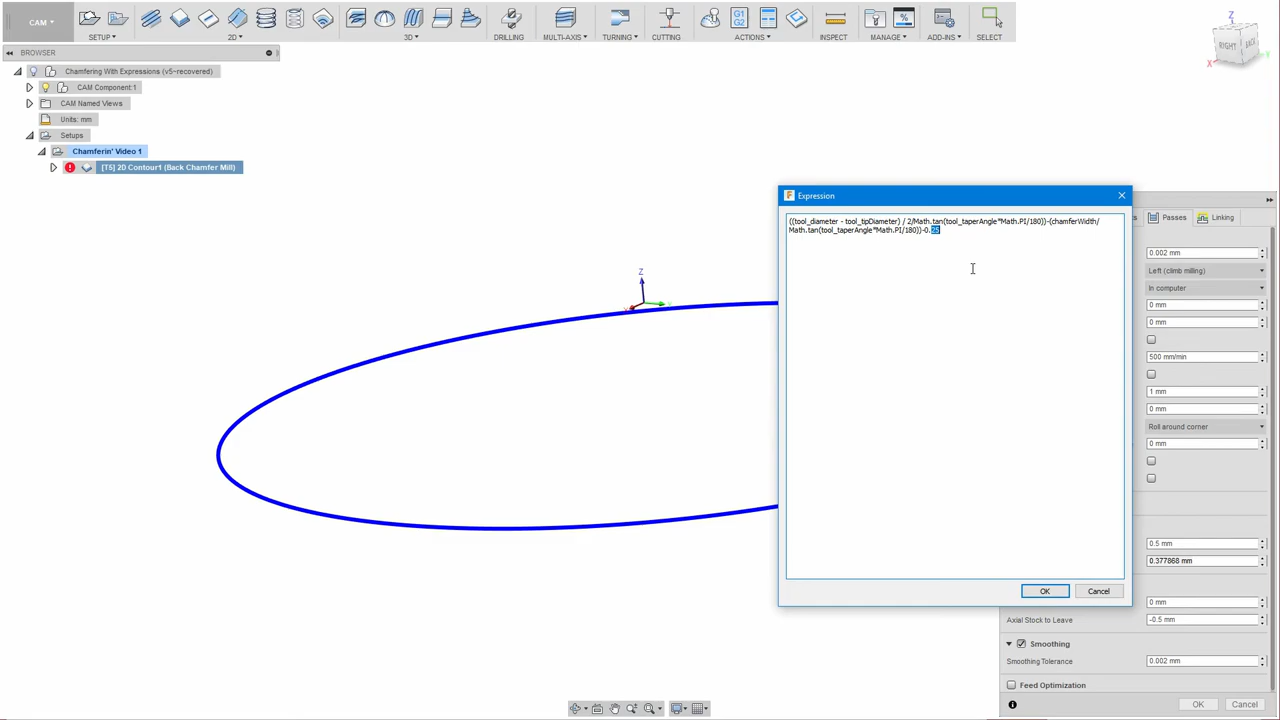 CAM
SETUP
2D
3D
DRILLING
MULTI-AXIS
TURNING
CUTTING
G1
G2
ACTIONS
INSPECT
MANAGE
ADD-INS
SELECT
Z
RIGHT
BACK
X
Y
BROWSER
Chamfering With Expressions (v5~recovered)
CAM Component:1
CAM Named Views
Units: mm
Setups
Chamferin' Video 1
[T5] 2D Contour1 (Back Chamfer Mill)
Expression
((tool_diameter - tool_tipDiameter) / 2/Math.tan(tool_taperAngle*Math.PI/180))-(chamferWidth/
Math.tan(tool_taperAngle*Math.PI/180))-0.25
Z
Passes
Linking
0.002 mm
Left (climb milling)
In computer
0 mm
0 mm
500 mm/min
1 mm
0 mm
Roll around corner
0 mm
0.5 mm
0.377868 mm
OK
Cancel
0 mm
Axial Stock to Leave
-0.5 mm
Smoothing
Smoothing Tolerance
0.002 mm
Feed Optimization
OK
Cancel